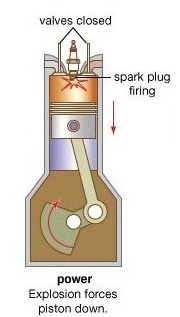 valves closed
spark plug
firing
power
Explosion forces
piston down.